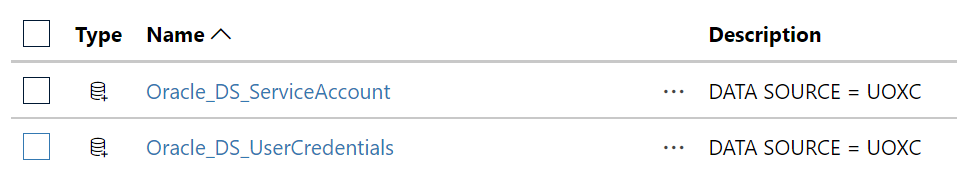 Type Name Description
Oracle_DS_ServiceAccount ... DATA SOURCE = UOXC
Oracle_DS_UserCredentials ... DATA SOURCE = UOXC